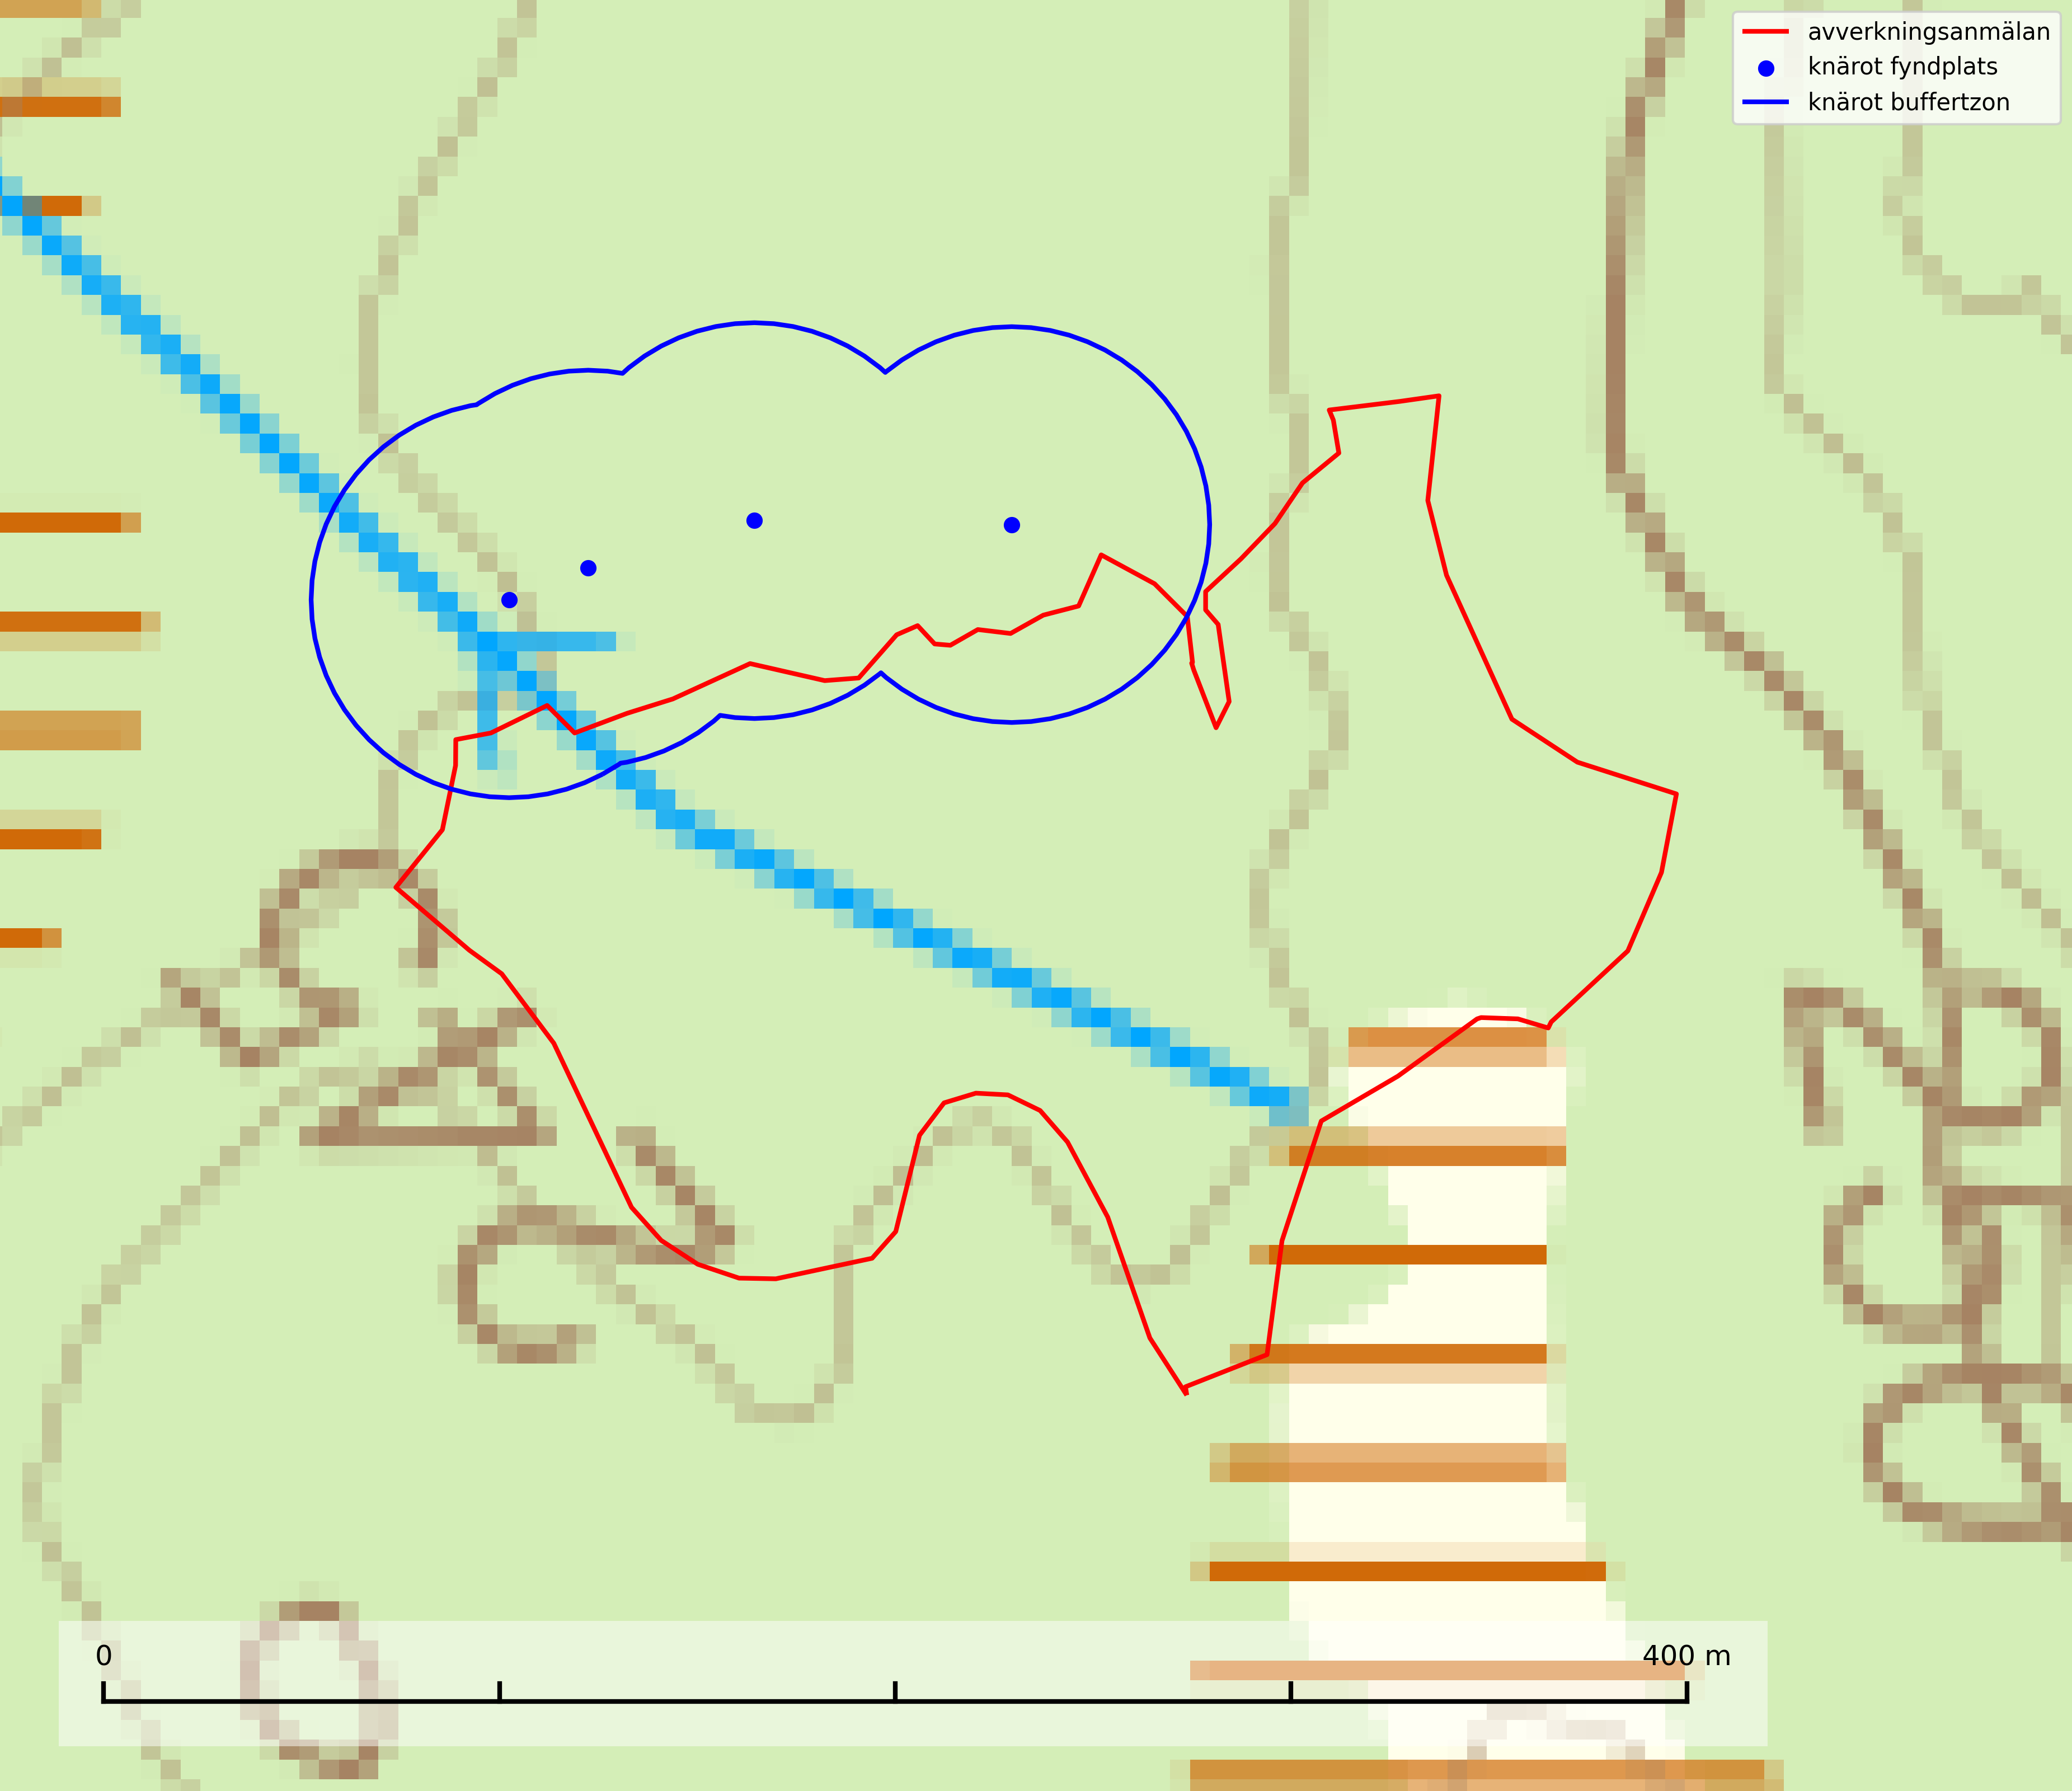 avverkningsanmälan
knärot fyndplats
knärot buffertzon
0
400 m